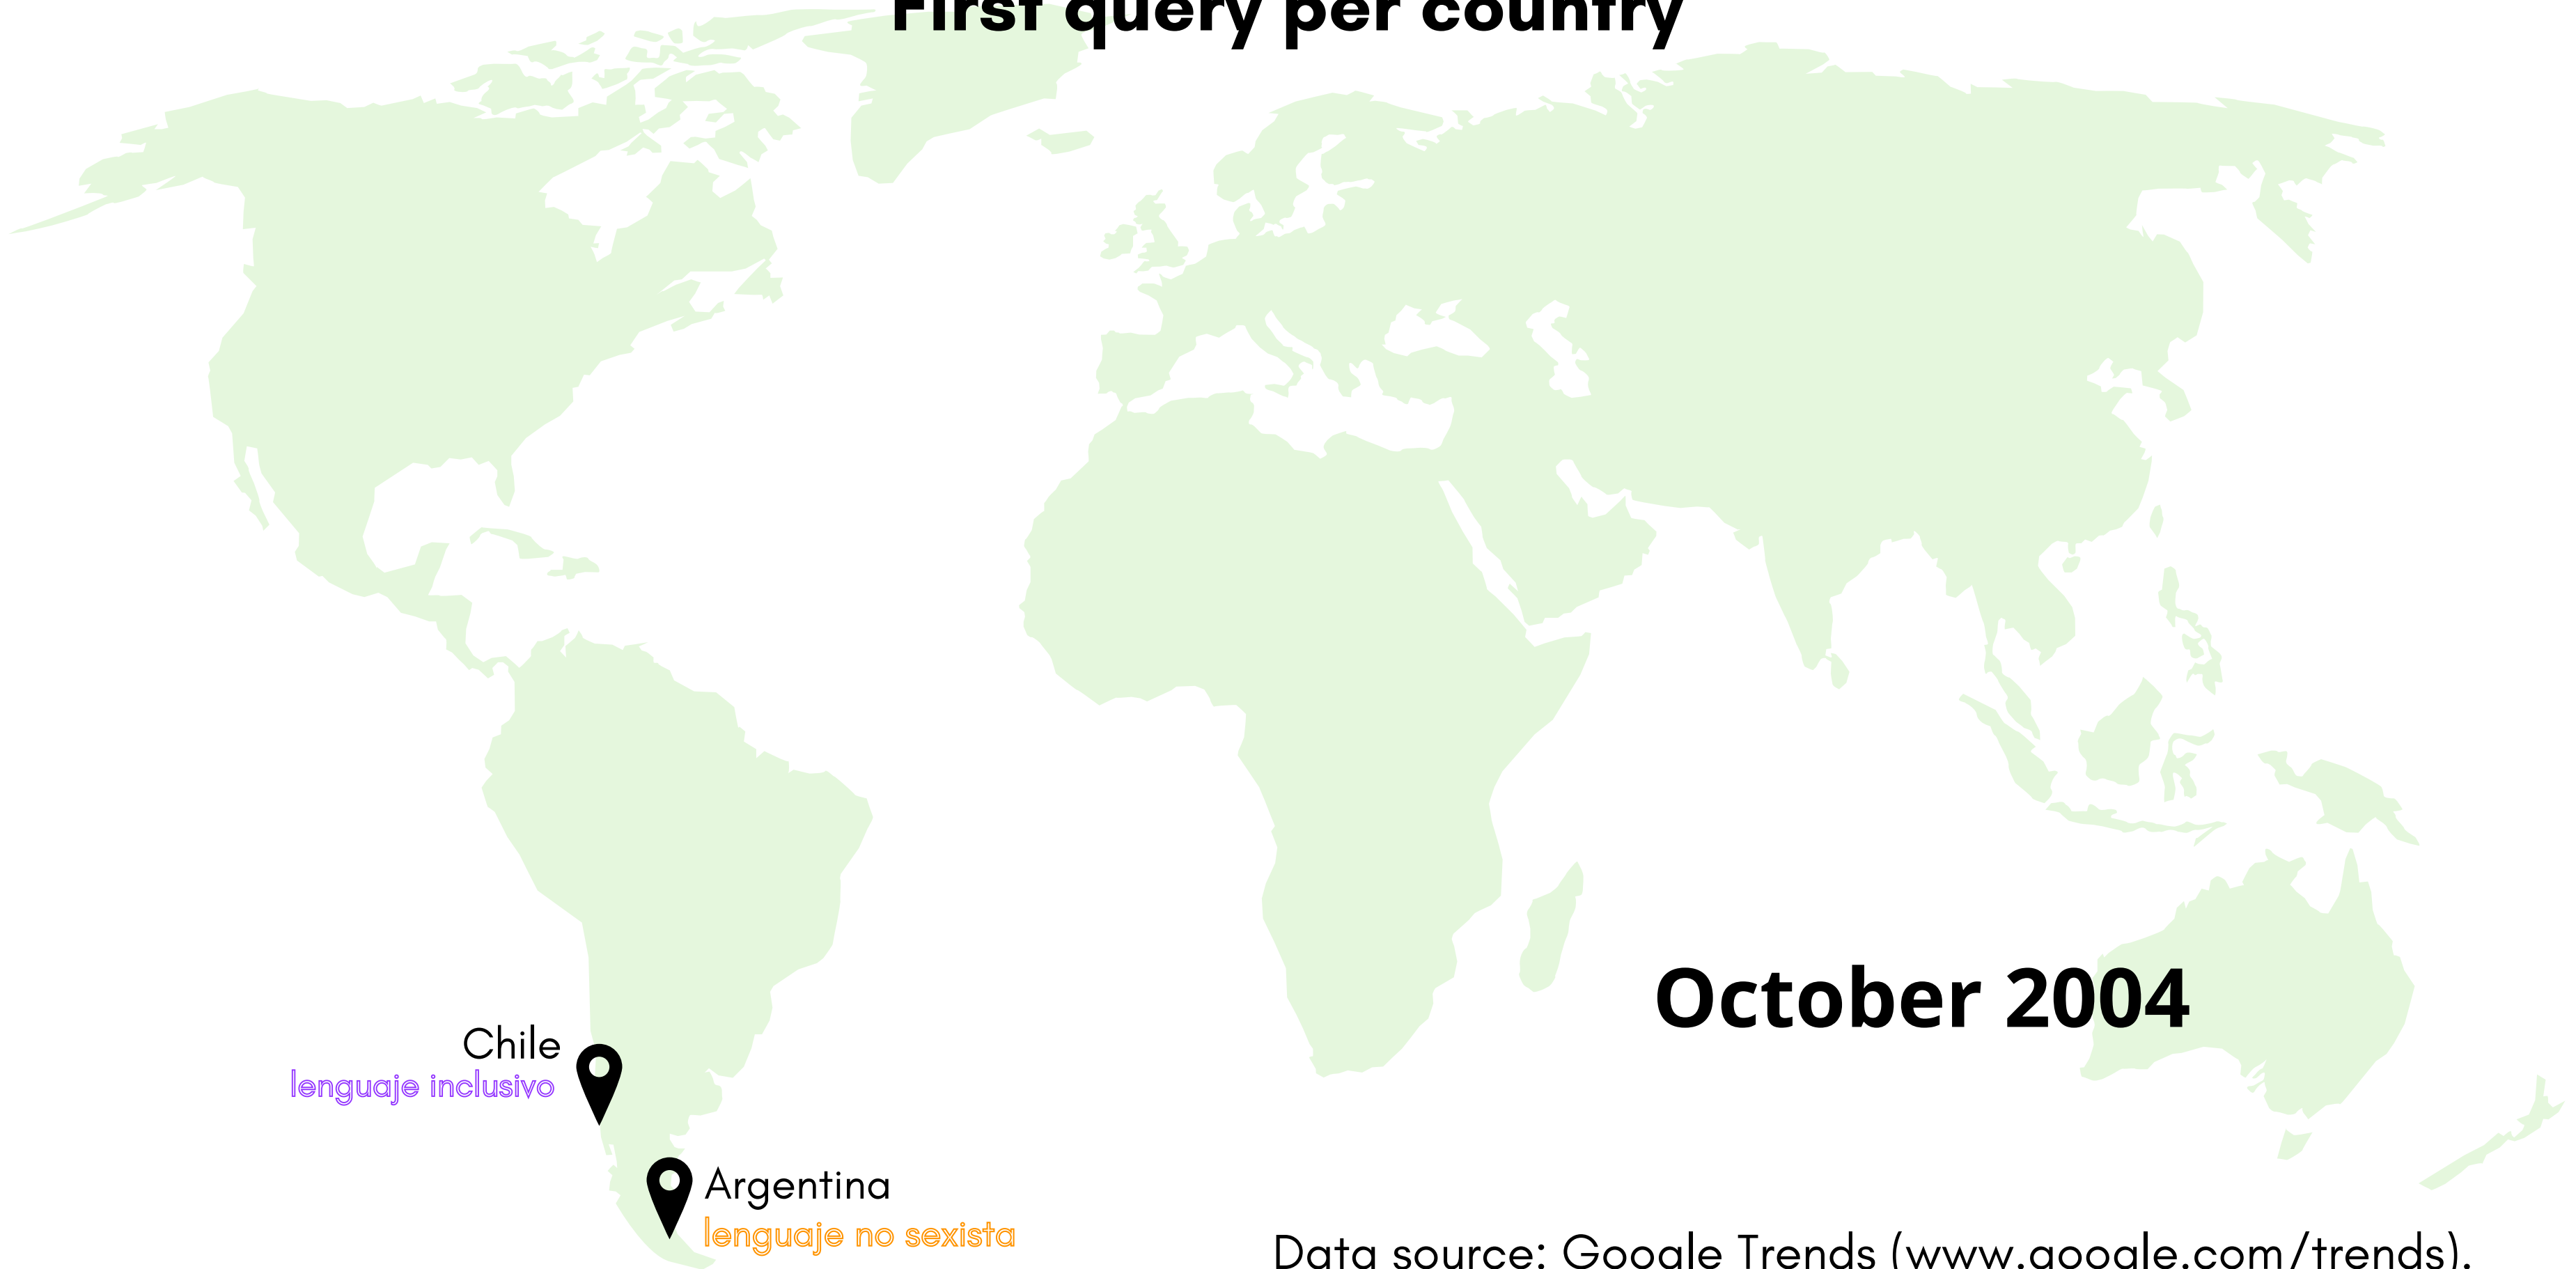 First query per country
October 2004
Chile
lenguaje inclusivo
Argentina
lenguaje no sexista
Data source: Google Trends (www.google.com/trends).